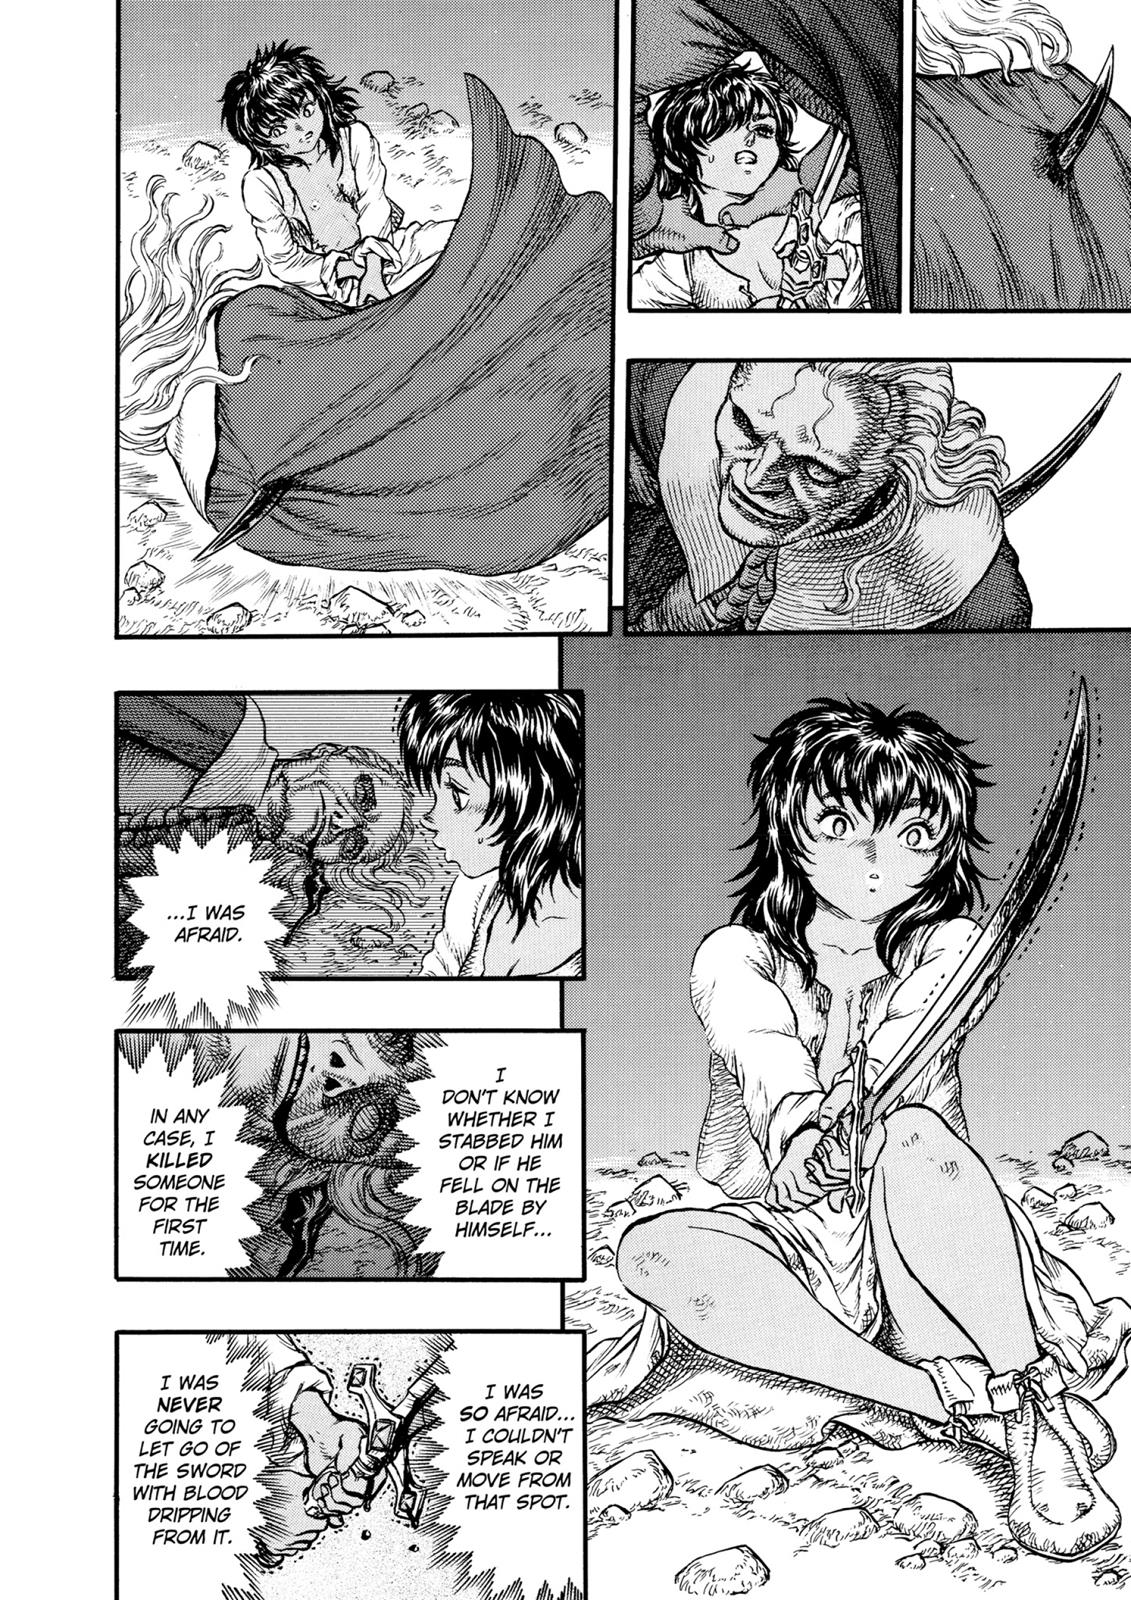 ...I WAS
AFRAID.
I
DON'T KNOW
WHETHER I
STABBED HIM
OR IF HE
FELL ON THE
BLADE BY
HIMSELF...
IN ANY
CASE, I
KILLED
SOMEONE
FOR THE
FIRST
TIME.
I WAS
SO AFRAID...
I COULDN'T
SPEAK OR
MOVE FROM
THAT SPOT.
I WAS
NEVER
GOING TO
LET GO OF
THE SWORD
WITH BLOOD
DRIPPING
FROM IT.